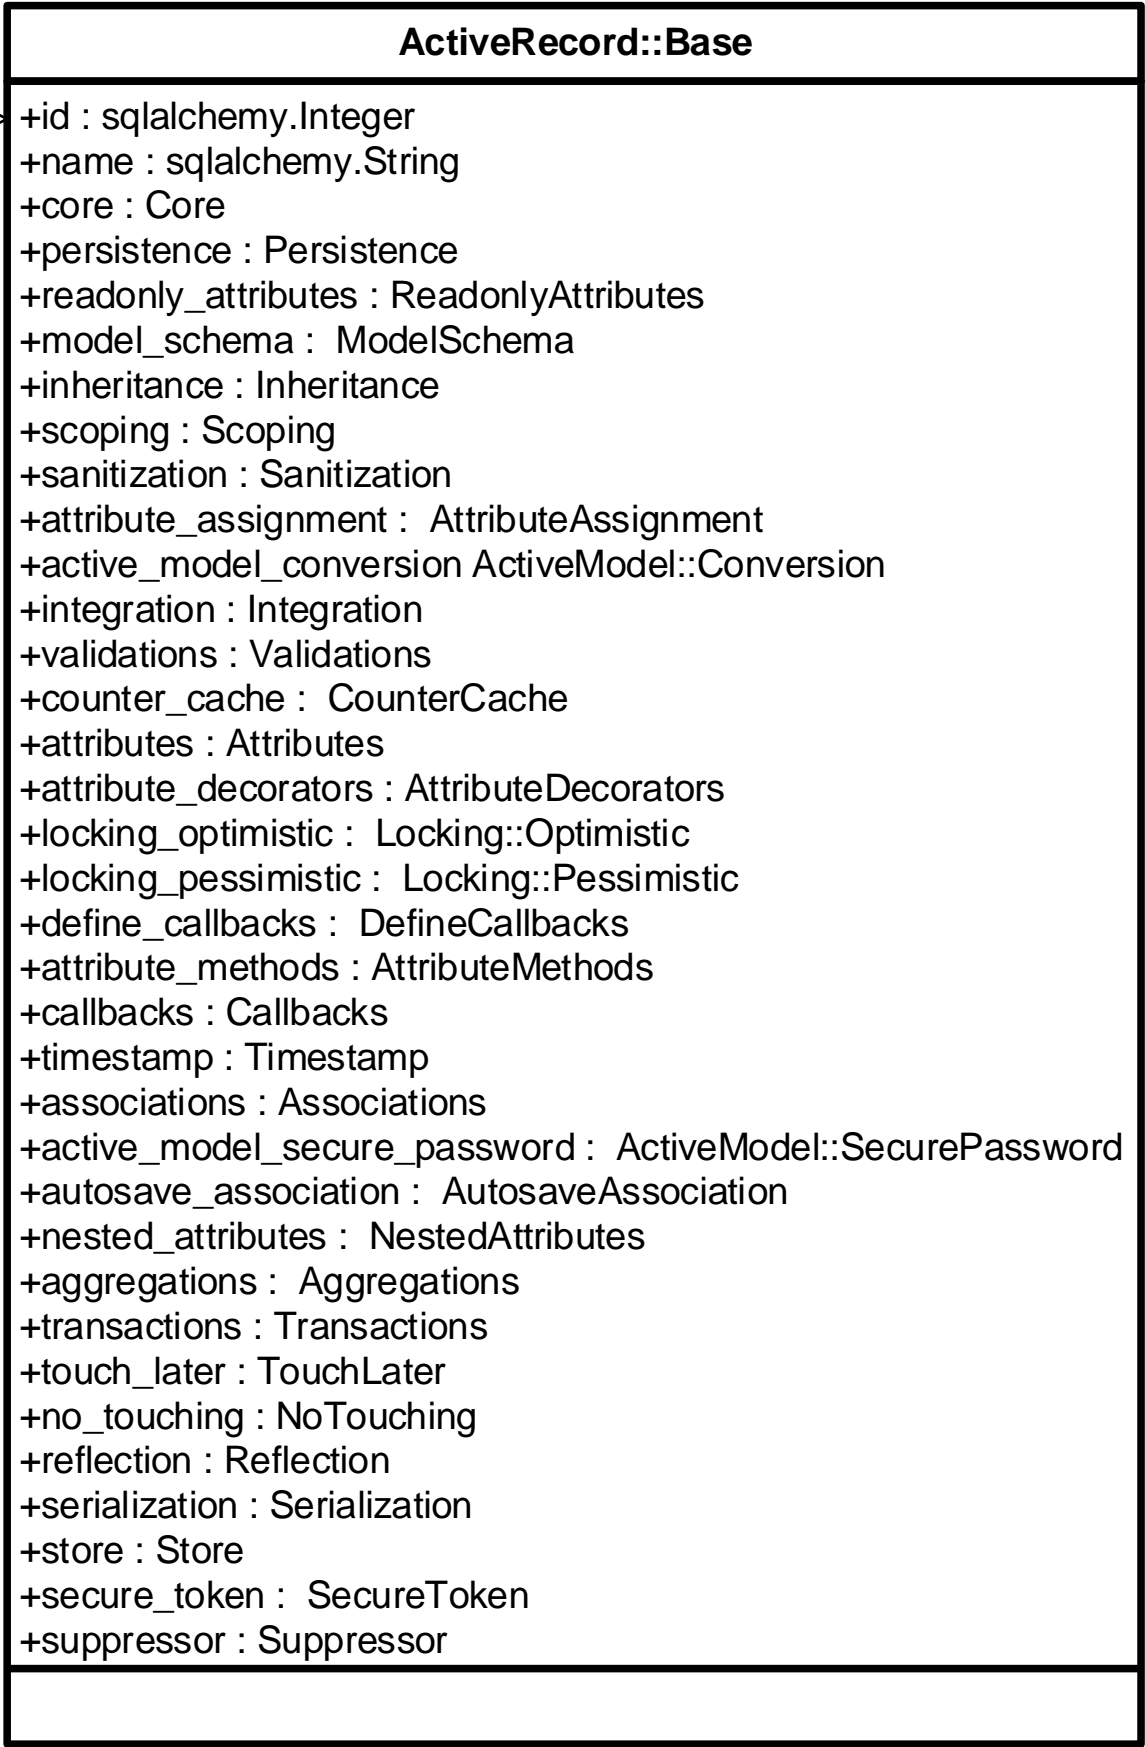 ActiveRecord::Base
+id : sqlalchemy.Integer
+name : sqlalchemy.String
+core : Core
+persistence : Persistence
+readonly_attributes : ReadonlyAttributes
+model_schema :  ModelSchema
+inheritance : Inheritance
+scoping : Scoping
+sanitization : Sanitization
+attribute_assignment :  AttributeAssignment
+active_model_conversion ActiveModel::Conversion
+integration : Integration
+validations : Validations
+counter_cache :  CounterCache
+attributes : Attributes
+attribute_decorators : AttributeDecorators
+locking_optimistic :  Locking::Optimistic
+locking_pessimistic :  Locking::Pessimistic
+define_callbacks :  DefineCallbacks
+attribute_methods : AttributeMethods
+callbacks : Callbacks
+timestamp : Timestamp
+associations : Associations
+active_model_secure_password :  ActiveModel::SecurePassword
+autosave_association :  AutosaveAssociation
+nested_attributes :  NestedAttributes
+aggregations :  Aggregations
+transactions : Transactions
+touch_later : TouchLater
+no_touching : NoTouching
+reflection : Reflection
+serialization : Serialization
+store : Store
+secure_token :  SecureToken
+suppressor : Suppressor